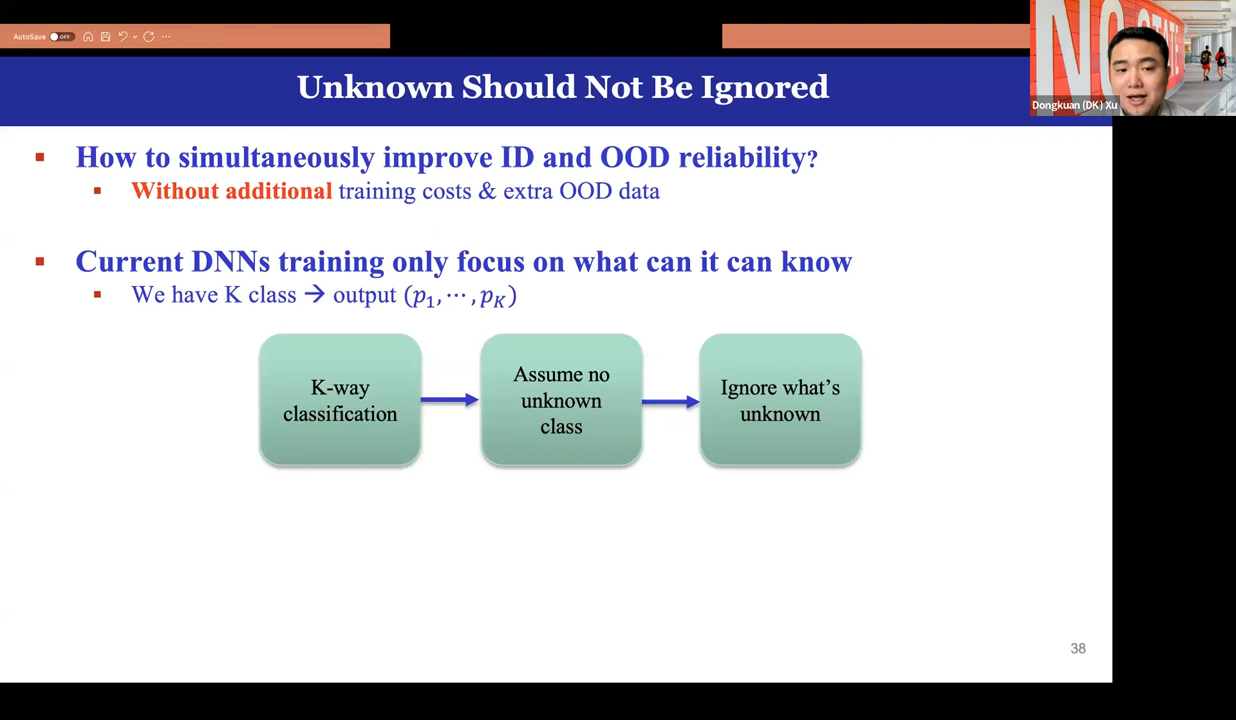 AutoSave OFF
Unknown Should Not Be Ignored
Dongkuan (DK) Xu
How to simultaneously improve ID and OOD reliability?
Without additional training costs & extra OOD data
Current DNNs training only focus on what can it can know
We have K class → output (p₁, ⋯ , p_K)
K-way
classification
Assume no
unknown
class
Ignore what's
unknown
38